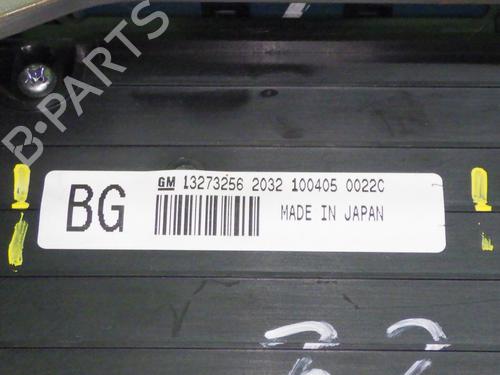 B-PARTS
GM 13273256 2032 100405 0022C
BG
MADE IN JAPAN